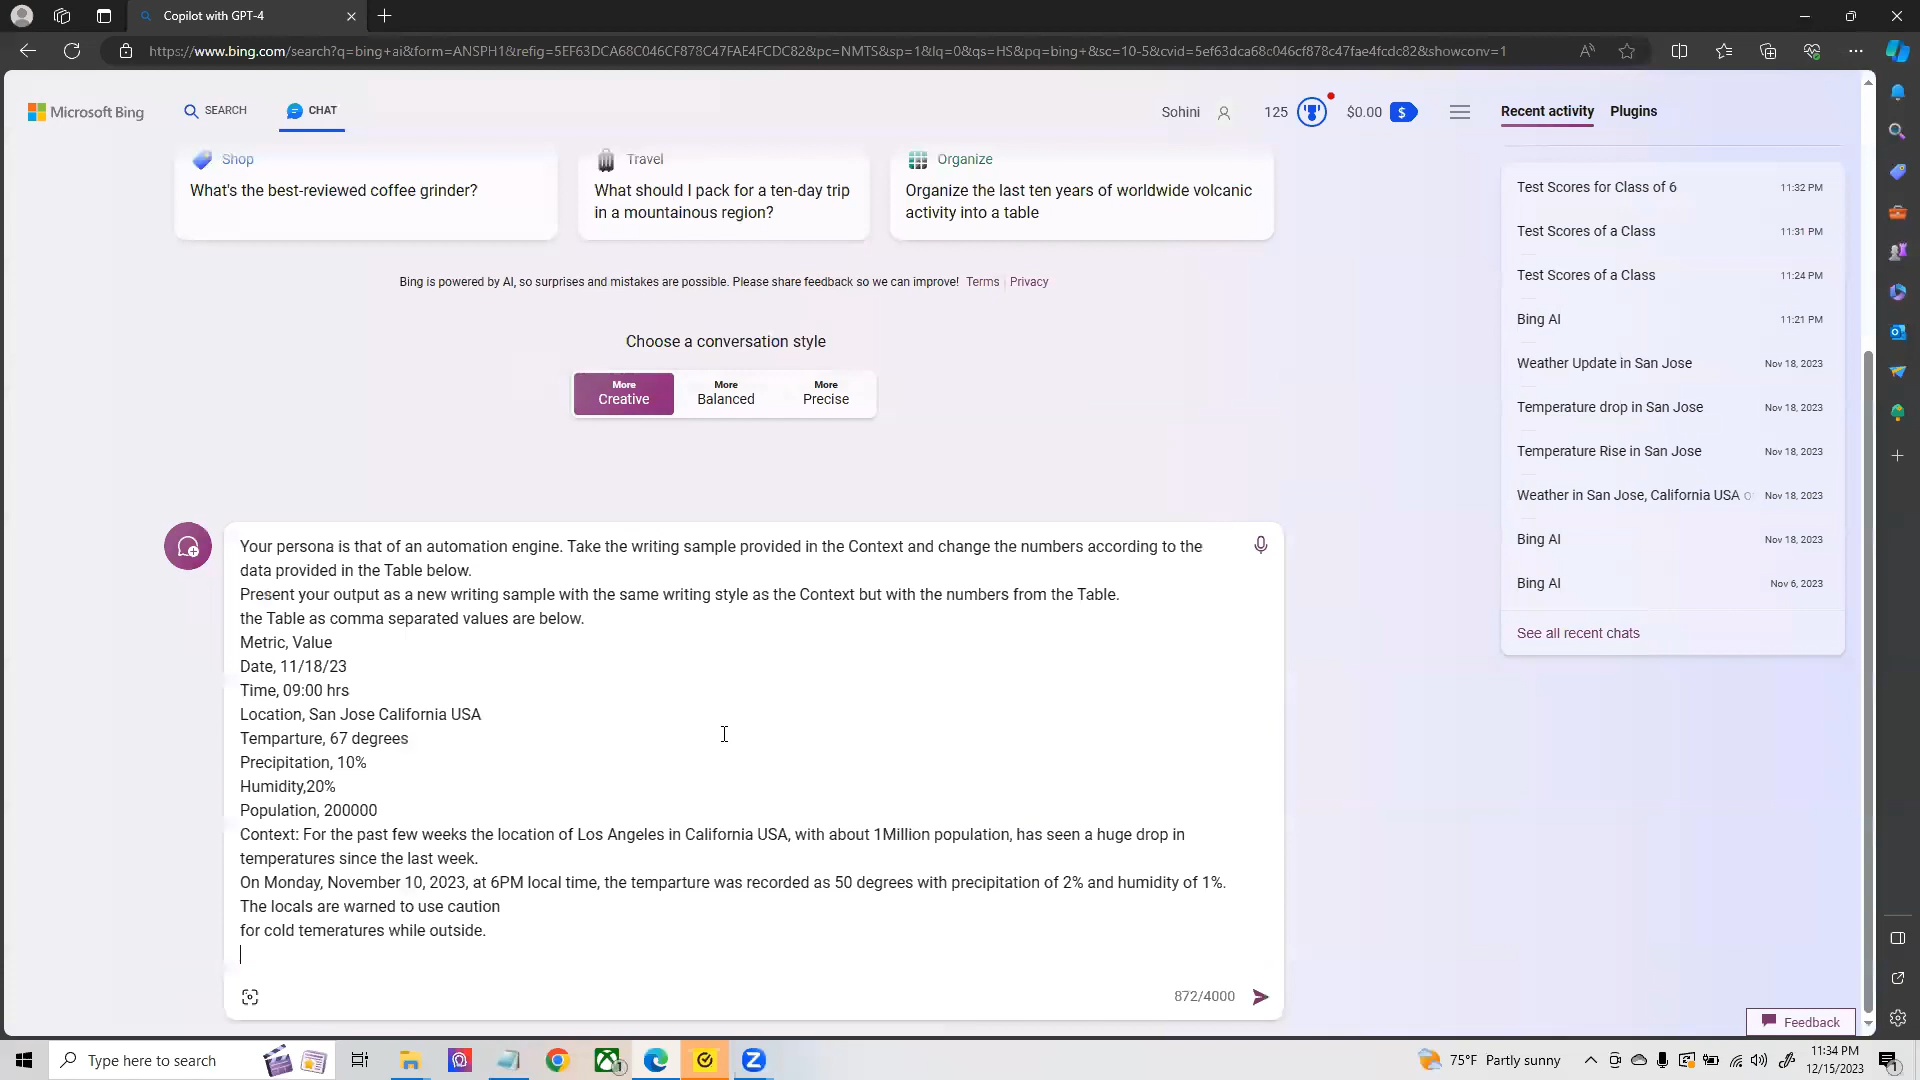 Copilot with GPT-4
https://www.bing.com/search?q=bing+ai&form=ANSPH1&refig=5EF63DCA68C046CF878C47FAE4FCDC82&pc=NMTS&sp=1&lq=0&qs=HS&pq=bing+&sc=10-5&cvid=5ef63dca68c046cf878c47fae4fcdc82&showconv=1
Microsoft Bing
SEARCH
CHAT
Sohini
125
$0.00
Recent activity
Plugins
Shop
What's the best-reviewed coffee grinder?
Travel
What should I pack for a ten-day trip
in a mountainous region?
Organize
Organize the last ten years of worldwide volcanic
activity into a table
Bing is powered by AI, so surprises and mistakes are possible. Please share feedback so we can improve! Terms Privacy
Choose a conversation style
More
Creative
More
Balanced
More
Precise
Your persona is that of an automation engine. Take the writing sample provided in the Context and change the numbers according to the
data provided in the Table below.
Present your output as a new writing sample with the same writing style as the Context but with the numbers from the Table.
the Table as comma separated values are below.
Metric, Value
Date, 11/18/23
Time, 09:00 hrs
Location, San Jose California USA
Temparture, 67 degrees
Precipitation, 10%
Humidity,20%
Population, 200000
Context: For the past few weeks the location of Los Angeles in California USA, with about 1Million population, has seen a huge drop in
temperatures since the last week.
On Monday, November 10, 2023, at 6PM local time, the temparture was recorded as 50 degrees with precipitation of 2% and humidity of 1%.
The locals are warned to use caution
for cold temeratures while outside.
872/4000
Test Scores for Class of 6 11:32 PM
Test Scores of a Class 11:31 PM
Test Scores of a Class 11:24 PM
Bing AI 11:21 PM
Weather Update in San Jose Nov 18, 2023
Temperature drop in San Jose Nov 18, 2023
Temperature Rise in San Jose Nov 18, 2023
Weather in San Jose, California USA o Nov 18, 2023
Bing AI Nov 18, 2023
Bing AI Nov 6, 2023
See all recent chats
Feedback
Type here to search
75°F Partly sunny
11:34 PM
12/15/2023